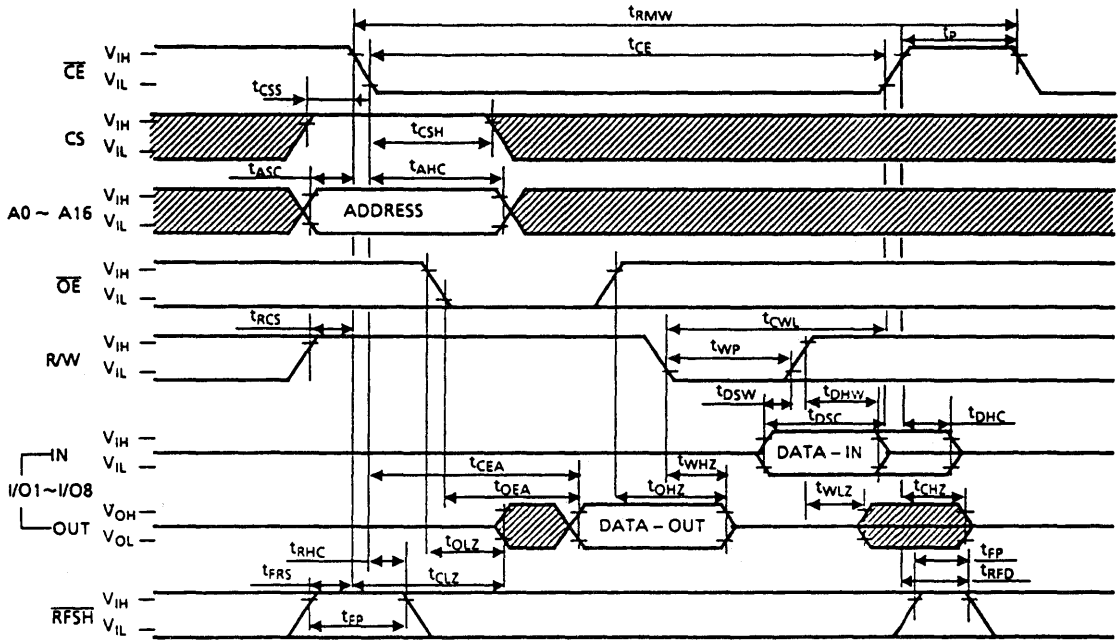 tRMW
tCE
tP
CE
VIH
VIL
tCSS
CS
VIH
VIL
tCSH
tASC
tAHC
A0 ~ A16
VIH
VIL
ADDRESS
OE
VIH
VIL
tRCS
tCWL
R/W
VIH
VIL
tWP
tDSW
tDHW
tDSC
tDHC
IN
VIH
VIL
DATA – IN
tCEA
tWHZ
I/O1~I/O8
tOEA
tOHZ
tWLZ
tCHZ
OUT
VOH
VOL
DATA – OUT
tRHC
tOLZ
tFP
tFRS
tCLZ
tRFD
RFSH
VIH
VIL
tFP